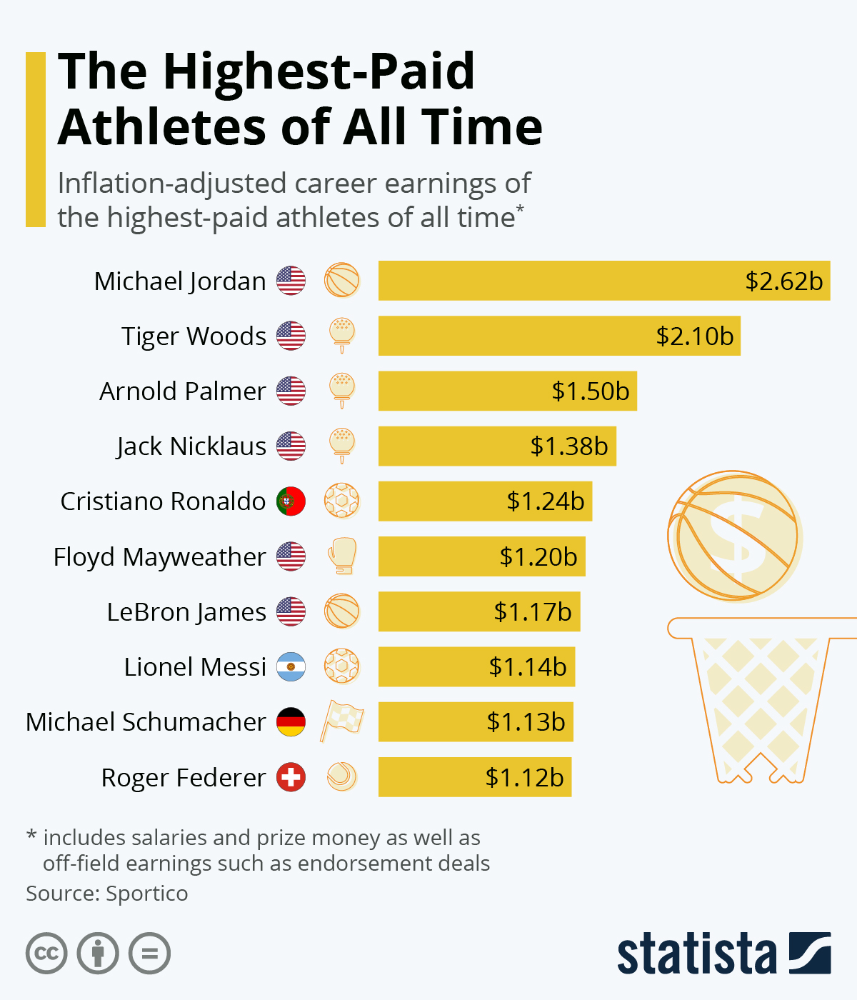 The Highest-Paid
Athletes of All Time
Inflation-adjusted career earnings of
the highest-paid athletes of all time*
Michael Jordan $2.62b
Tiger Woods $2.10b
Arnold Palmer $1.50b
Jack Nicklaus $1.38b
Cristiano Ronaldo $1.24b
Floyd Mayweather $1.20b
LeBron James $1.17b
Lionel Messi $1.14b
Michael Schumacher $1.13b
Roger Federer $1.12b
$
* includes salaries and prize money as well as
off-field earnings such as endorsement deals
Source: Sportico
cc =
statista